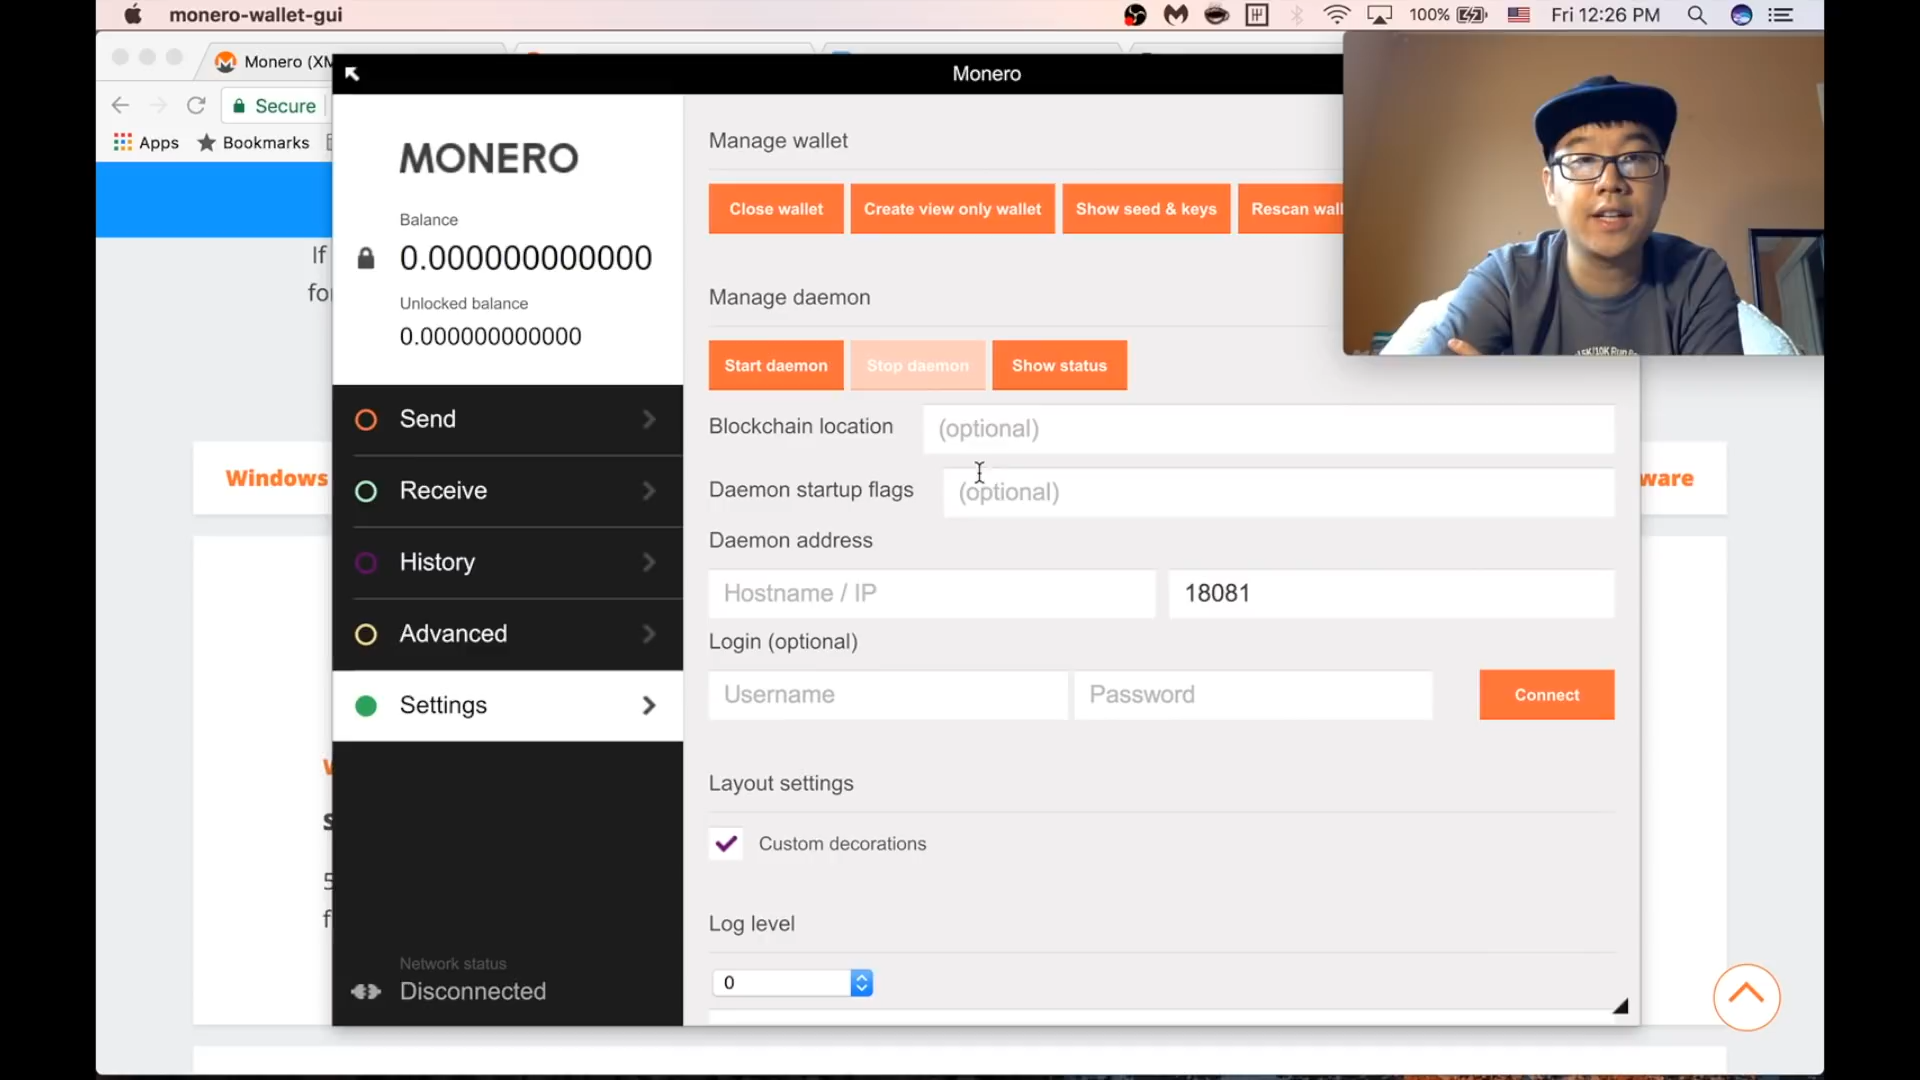 monero-wallet-gui
100%
Fri 12:26 PM
Monero (XM
Monero
Secure
Apps
Bookmarks
MONERO
Balance
0.000000000000
Unlocked balance
0.000000000000
Send
Receive
History
Advanced
Settings
Network status
Disconnected
Manage wallet
Close wallet
Create view only wallet
Show seed & keys
Rescan wall
Manage daemon
Start daemon
Stop daemon
Show status
Blockchain location
(optional)
Daemon startup flags
(optional)
Daemon address
Hostname / IP
18081
Login (optional)
Username
Password
Connect
Layout settings
Custom decorations
Log level
0
If
for
Windows
ware
5K/10K Run